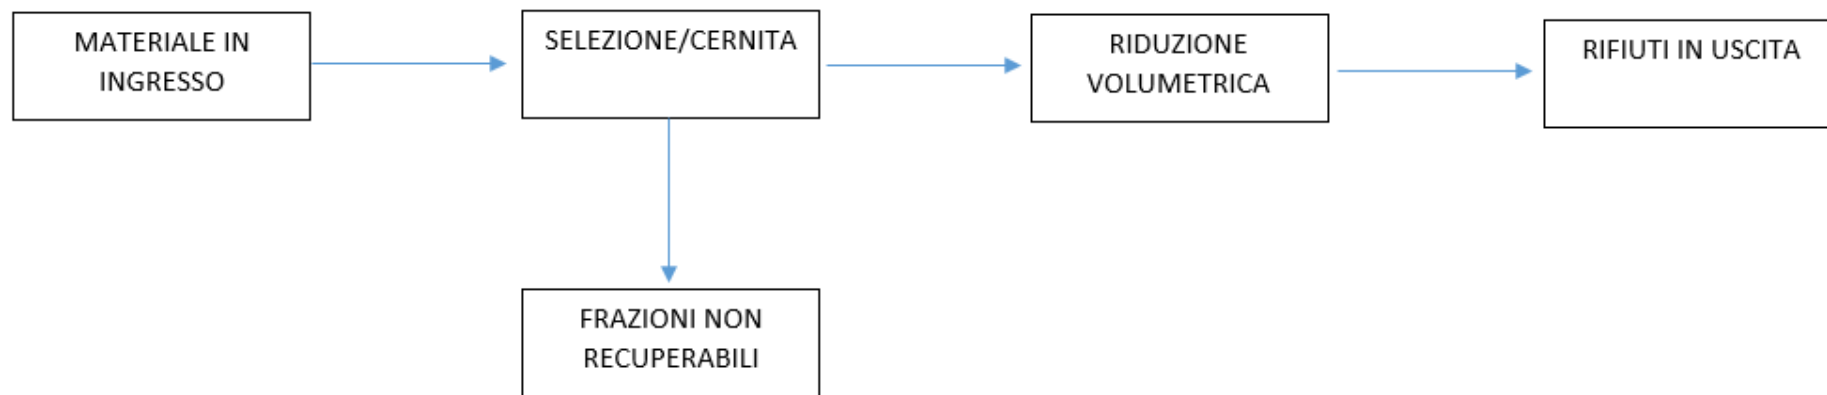 MATERIALE IN
INGRESSO
SELEZIONE/CERNITA
RIDUZIONE
VOLUMETRICA
RIFIUTI IN USCITA
FRAZIONI NON
RECUPERABILI